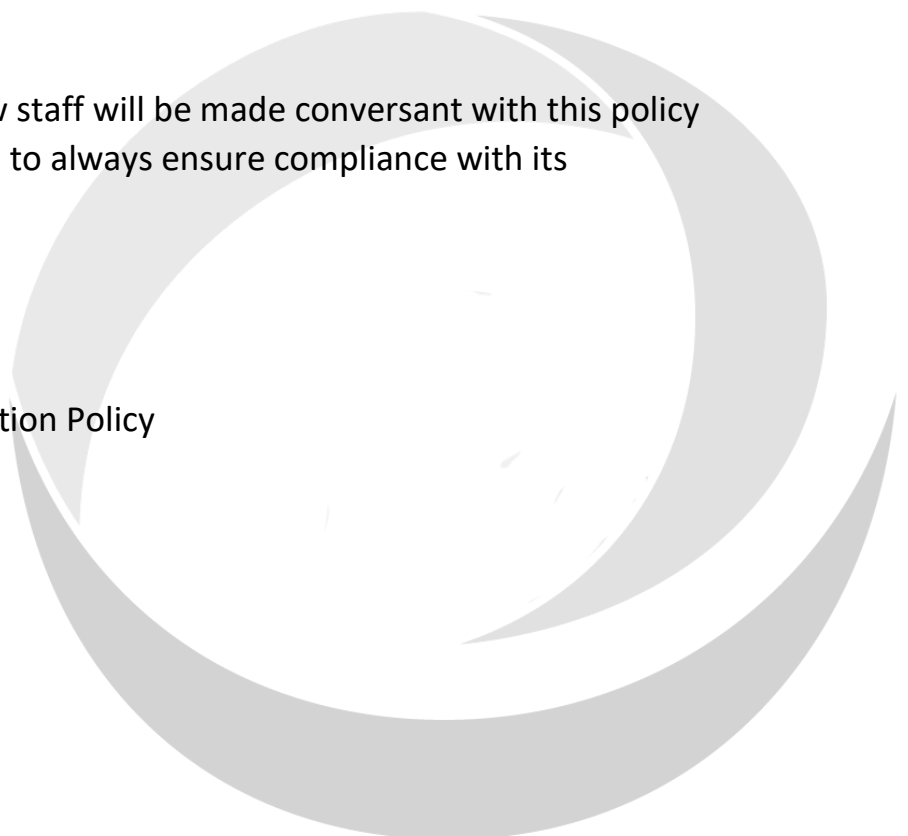 staff will be made conversant with this policy
to always ensure compliance with its
tion Policy